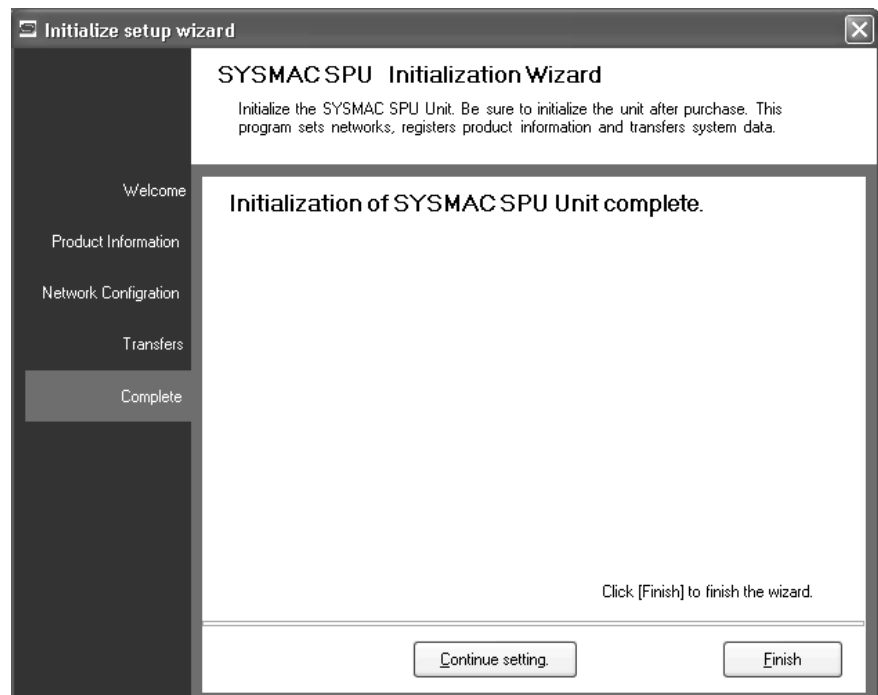 Initialize setup wizard
SYSMAC SPU Initialization Wizard
Initialize the SYSMAC SPU Unit. Be sure to initialize the unit after purchase. This
program sets networks, registers product information and transfers system data.
Welcome
Product Information
Network Configration
Transfers
Complete
Initialization of SYSMAC SPU Unit complete.
Click [Finish] to finish the wizard.
Continue setting.
Finish